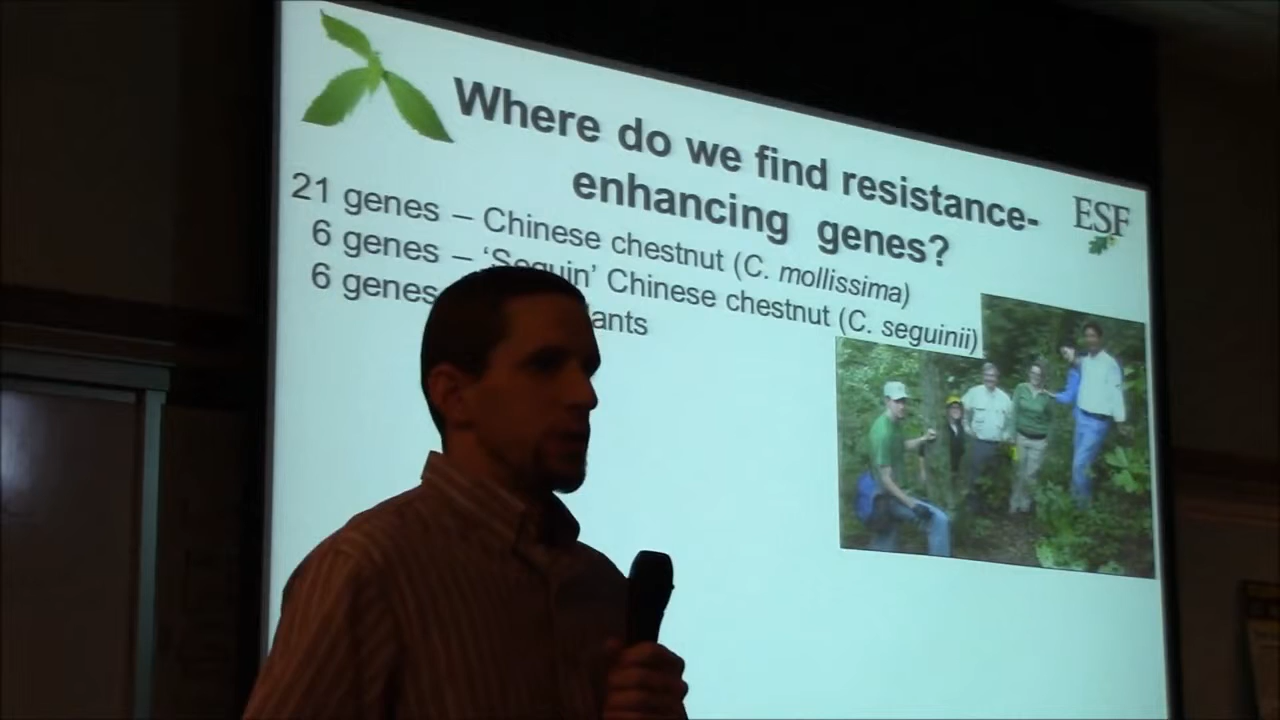 Where do we find resistance-
enhancing genes?
ESF
21 genes – Chinese chestnut (C. mollissima)
6 genes – ‘Seguin’ Chinese chestnut (C. seguinii)
6 genes